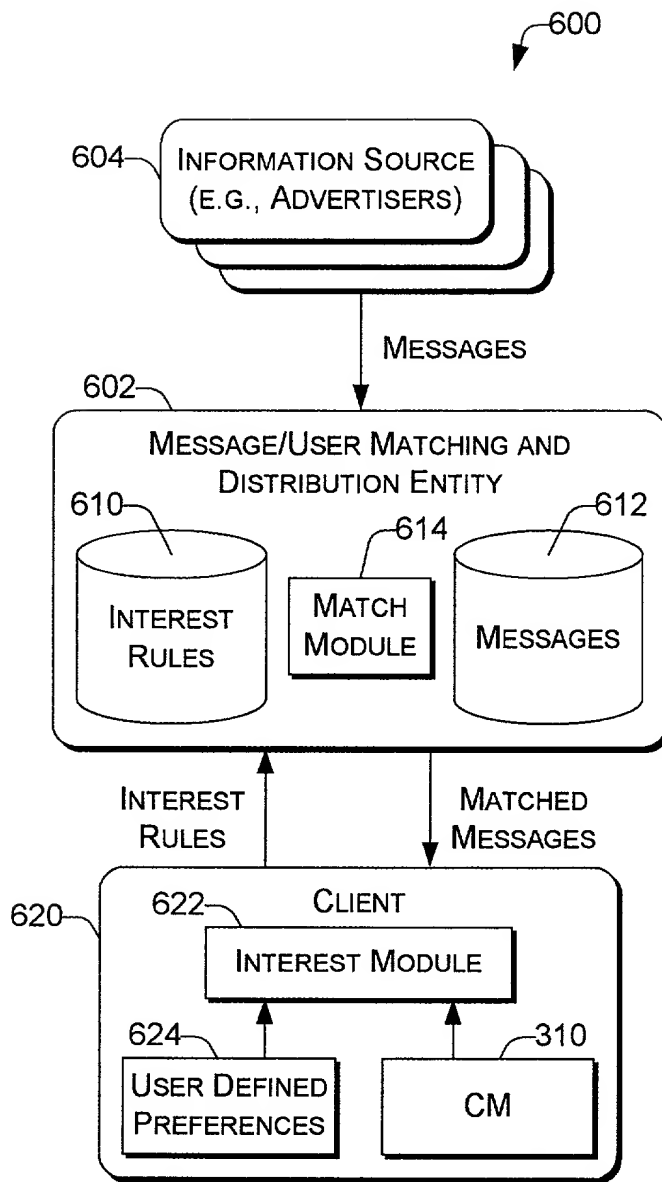 600
604
INFORMATION SOURCE
(E.G., ADVERTISERS)
MESSAGES
602
MESSAGE/USER MATCHING AND
DISTRIBUTION ENTITY
610
614
612
INTEREST
RULES
MATCH
MODULE
MESSAGES
INTEREST
RULES
MATCHED
MESSAGES
620
622
CLIENT
INTEREST MODULE
624
310
USER DEFINED
PREFERENCES
CM